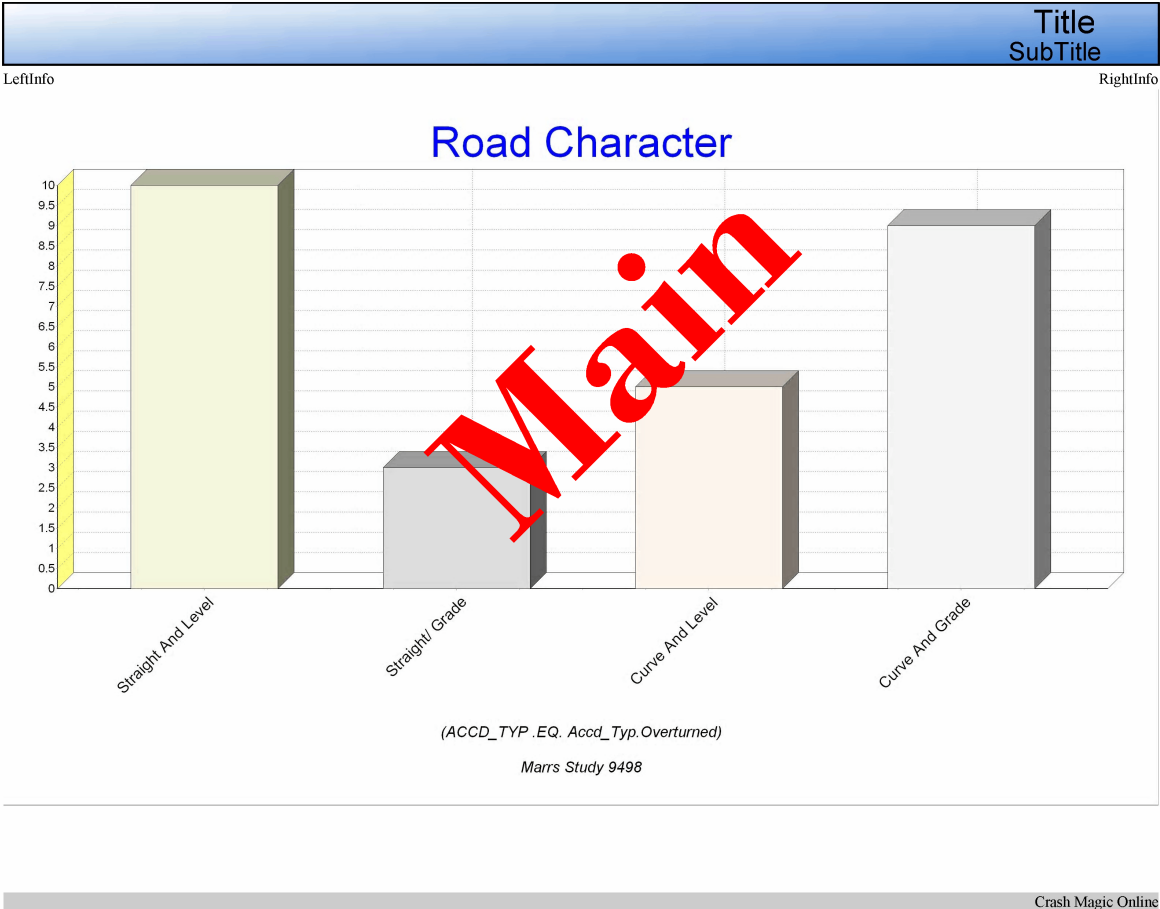 Title
SubTitle
LeftInfo
RightInfo
Road Character
10
9.5
9
8.5
8
7.5
7
6.5
6
5.5
5
4.5
4
3.5
3
2.5
2
1.5
1
0.5
0
Main
Straight And Level
Straight/ Grade
Curve And Level
Curve And Grade
(ACCD_TYP .EQ. Accd_Typ.Overturned)
Marrs Study 9498
Crash Magic Online